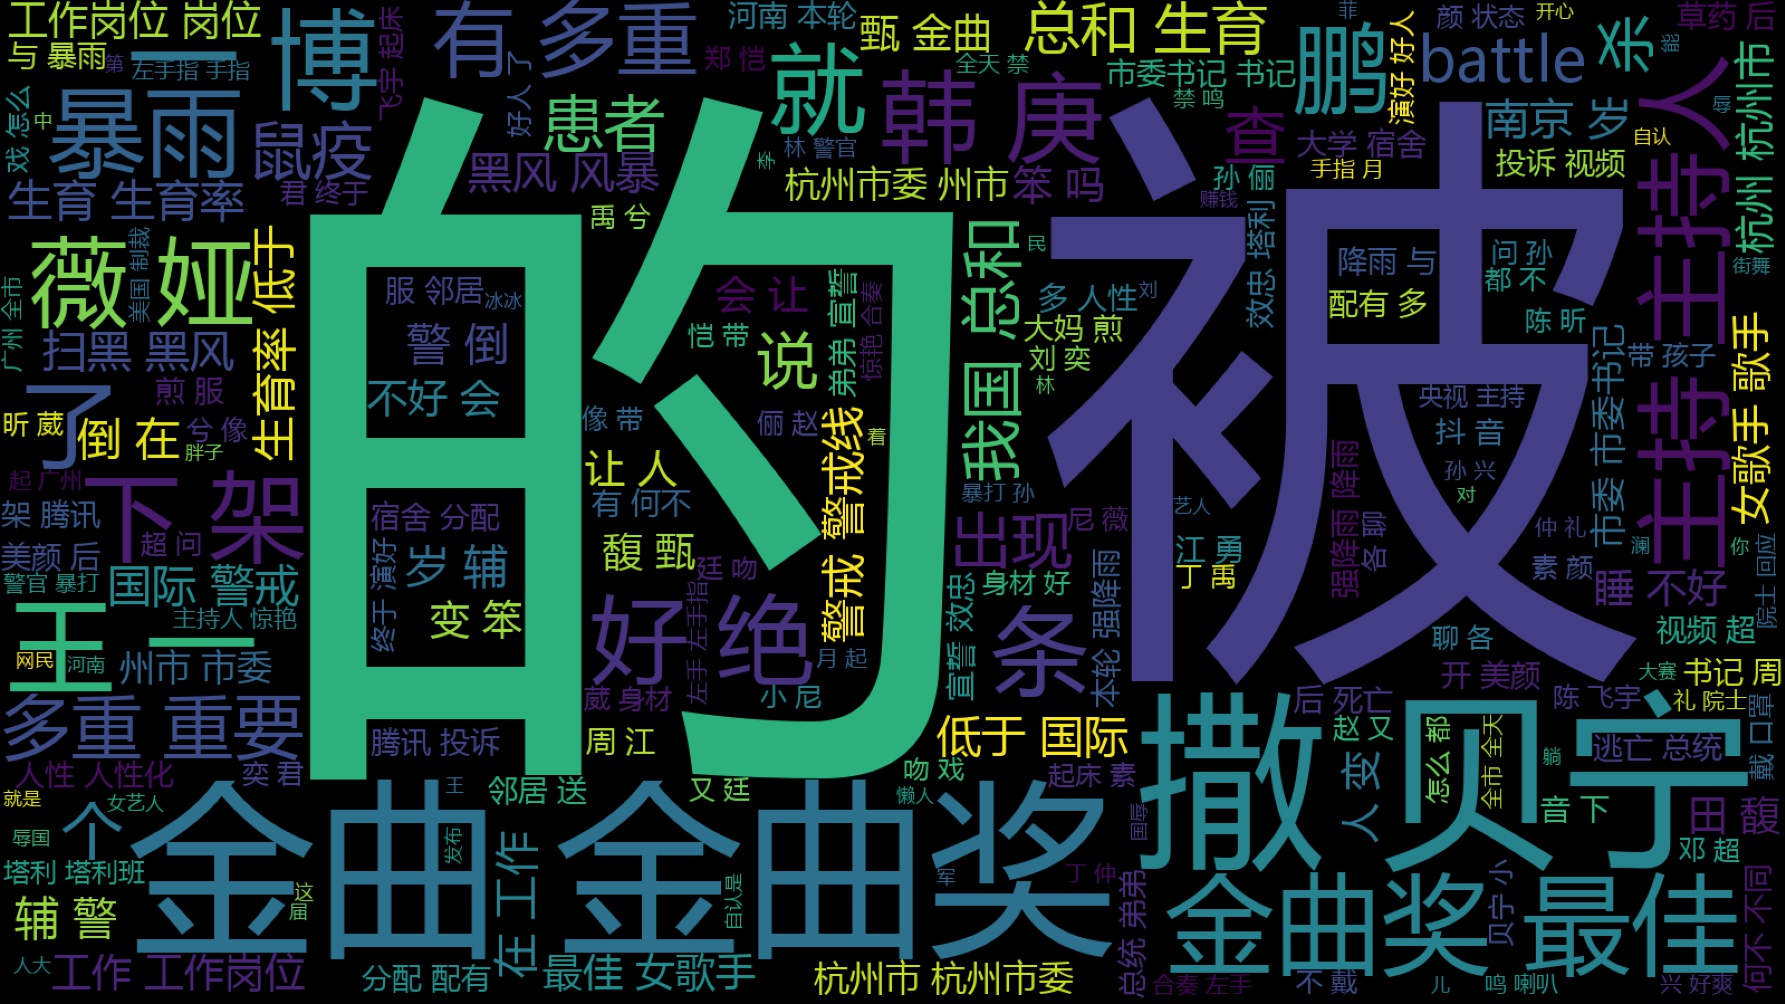 工作岗位 岗位
与 暴雨
第
左手指 手指
一
博
飞宇 起床
有 多重
好人 了
河南 本轮
郑 恺
甄 金曲
全天 禁
总和 生育
市委书记 书记
禁 鸣
鹏
菲
演好 好人
颜 状态
开心
battle
杀
能
草药 后
戏 怎么
中
暴雨
鼠疫
患者
就
韩 庚
查
大学 宿舍
手指 月
南京 岁
投诉 视频
自认
辱
杭州 杭州市
主持 主持人
街舞
生育 生育率
君 终于
黑风 风暴
李
林 警官
杭州市委 州市
笨 吗
孙 俪
赚钱
禹 兮
的
被
薇 娅
美国 制裁
生育率 低于
广州 全市
扫黑 黑风
服 邻居
冰冰
警 倒
不好 会
会 让
恺 带
说
弟弟 宣誓
惊艳 合奏
我国 总和
民
多 人性
刘
大妈 煎
刘 奕
林
效忠 塔利
降雨 与
配有 多
问 孙
都 不
陈 昕
带 孩子
女歌手 歌手
了
煎 服
昕 葳
倒 在
兮 像
胖子
像 带
俪 赵
着
让 人
有 何不
警戒 警戒线
央视 主持
抖 音
孙 兴
对
强降雨 降雨
各 聊
市委 市委书记
起 广州
下 架
架 腾讯
超 问
美颜 后
宿舍 分配
演好
终于
岁 辅
馥 甄
廷 吻
暴打 孙
出现
尼 薇
艺人
江 勇
丁 禹
仲 礼
素 颜
澜
你
院士 回应
警官 暴打
国际 警戒
主持人 惊艳
变 笨
好 绝
左手 左手指
宣誓 效忠
身材 好
条
本轮 强降雨
睡 不好
视频 超
聊 各
王 一
网民
河南
州市 市委
月 起
葳 身材
小 尼
开 美颜
大赛
书记 周
多重 重要
腾讯 投诉
周 江
低于 国际
撒 贝宁
后 死亡
陈 飞宇
礼 院士
赵 又
逃亡 总统
戴 口罩
人性 人性化
奕 君
就是
女艺人
王
邻居 送
又 廷
吻 戏
懒人
起床 素
人 变
怎么 都
全市 全天
躺
音 下
田 馥
个
辱国
金曲 金曲奖
发布
国辱
邓 超
塔利 塔利班
辅 警
这
届
在 工作
自认是
军
丁 仲
总统 弟弟
金曲奖 最佳
贝宁 小
何不 不同
人大
工作 工作岗位
分配 配有
最佳 女歌手
杭州市 杭州市委
合奏 左手
不 戴
儿
鸣 喇叭
兴 好爽